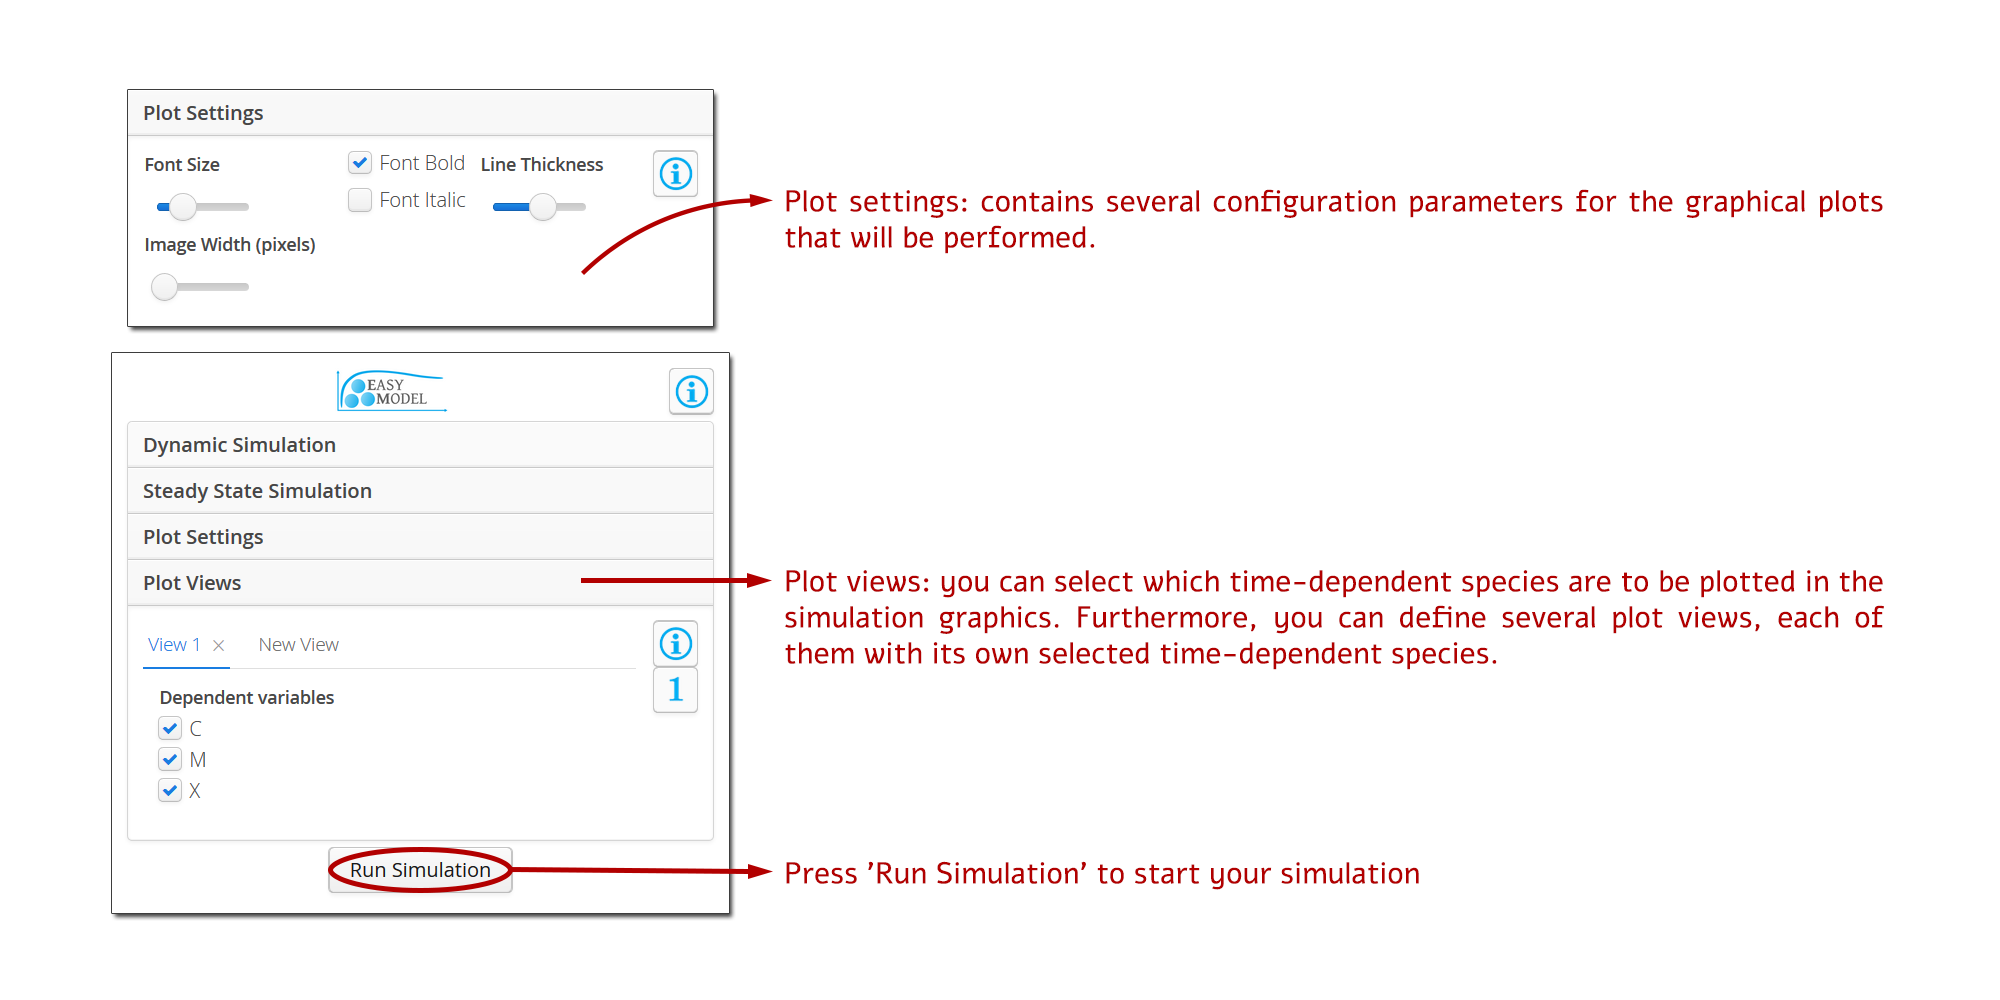 Plot Settings
Font Size
Font Bold
Line Thickness
Font Italic
Image Width (pixels)
Plot settings: contains several configuration parameters for the graphical plots
that will be performed.
EASY
MODEL
Dynamic Simulation
Steady State Simulation
Plot Settings
Plot Views
View 1 ×
New View
1
Dependent variables
C
M
X
Plot views: you can select which time-dependent species are to be plotted in the
simulation graphics. Furthermore, you can define several plot views, each of
them with its own selected time-dependent species.
Run Simulation
Press 'Run Simulation' to start your simulation